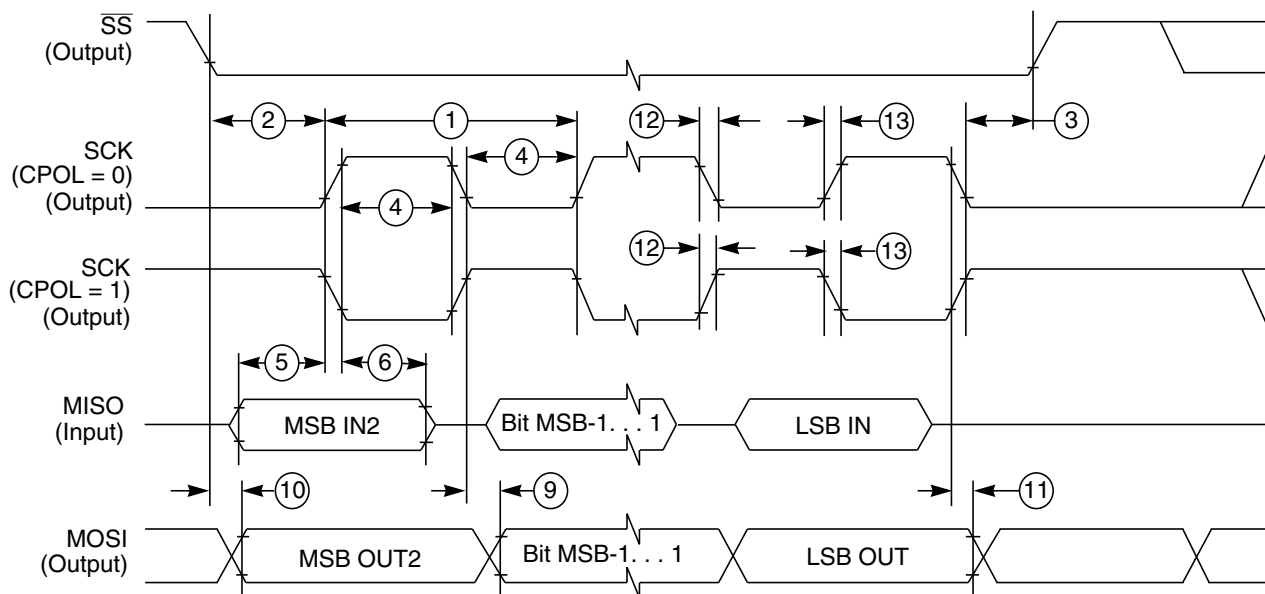 SS
(Output)
2
1
12
13
3
SCK
(CPOL = 0)
(Output)
4
4
12
13
SCK
(CPOL = 1)
(Output)
5
6
MISO
(Input)
MSB IN2
Bit MSB-1. . . 1
LSB IN
10
9
11
MOSI
(Output)
MSB OUT2
Bit MSB-1. . . 1
LSB OUT